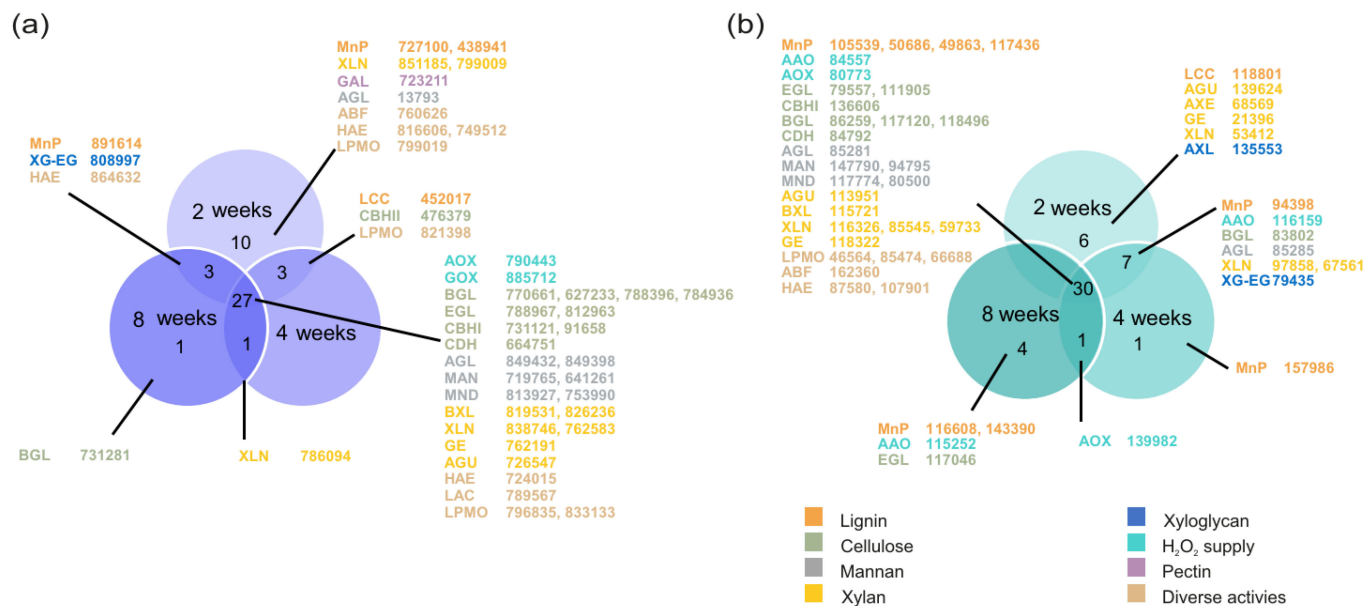 (a)
MnP 727100, 438941
XLN 851185, 799009
GAL 723211
AGL 13793
ABF 760626
HAE 816606, 749512
LPMO 799019
MnP 891614
XG-EG 808997
HAE 864632
LCC 452017
CBHII 476379
LPMO 821398
2 weeks
10
3
3
27
8 weeks
4 weeks
1
1
AOX 790443
GOX 885712
BGL 770661, 627233, 788396, 784936
EGL 788967, 812963
CBHI 731121, 91658
CDH 664751
AGL 849432, 849398
MAN 719765, 641261
MND 813927, 753990
BXL 819531, 826236
XLN 838746, 762583
GE 762191
AGU 726547
HAE 724015
LAC 789567
LPMO 796835, 833133
BGL 731281
XLN 786094
(b)
MnP 105539, 50686, 49863, 117436
AAO 84557
AOX 80773
EGL 79557, 111905
CBHI 136606
BGL 86259, 117120, 118496
CDH 84792
AGL 85281
MAN 147790, 94795
MND 117774, 80500
AGU 113951
BXL 115721
XLN 116326, 85545, 59733
GE 118322
LPMO 46564, 85474, 66688
ABF 162360
HAE 87580, 107901
LCC 118801
AGU 139624
AXE 68569
GE 21396
XLN 53412
AXL 135553
MnP 94398
AAO 116159
BGL 83802
AGL 85285
XLN 97858, 67561
XG-EG 79435
2 weeks
6
7
30
8 weeks
4 weeks
4
1
1
MnP 157986
MnP 116608, 143390
AAO 115252
EGL 117046
AOX 139982
Lignin
Cellulose
Mannan
Xylan
Xyloglycan
H₂O₂ supply
Pectin
Diverse activies